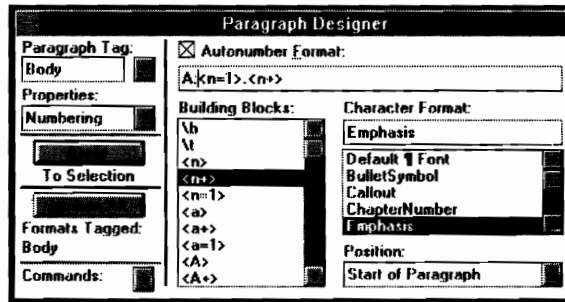 Paragraph Designer
Paragraph Tag:
Body
Properties:
Numbering
To Selection
Formats Tagged:
Body
Commands:
Autonumber Format:
A.<n=1>.<n+>
Building Blocks:
\b
\t
<n>
<n+>
<n=1>
<a>
<a+>
<a=1>
<A>
<A+>
Character Format:
Emphasis
Default ¶ Font
BulletSymbol
Callout
ChapterNumber
Emphasis
Position:
Start of Paragraph